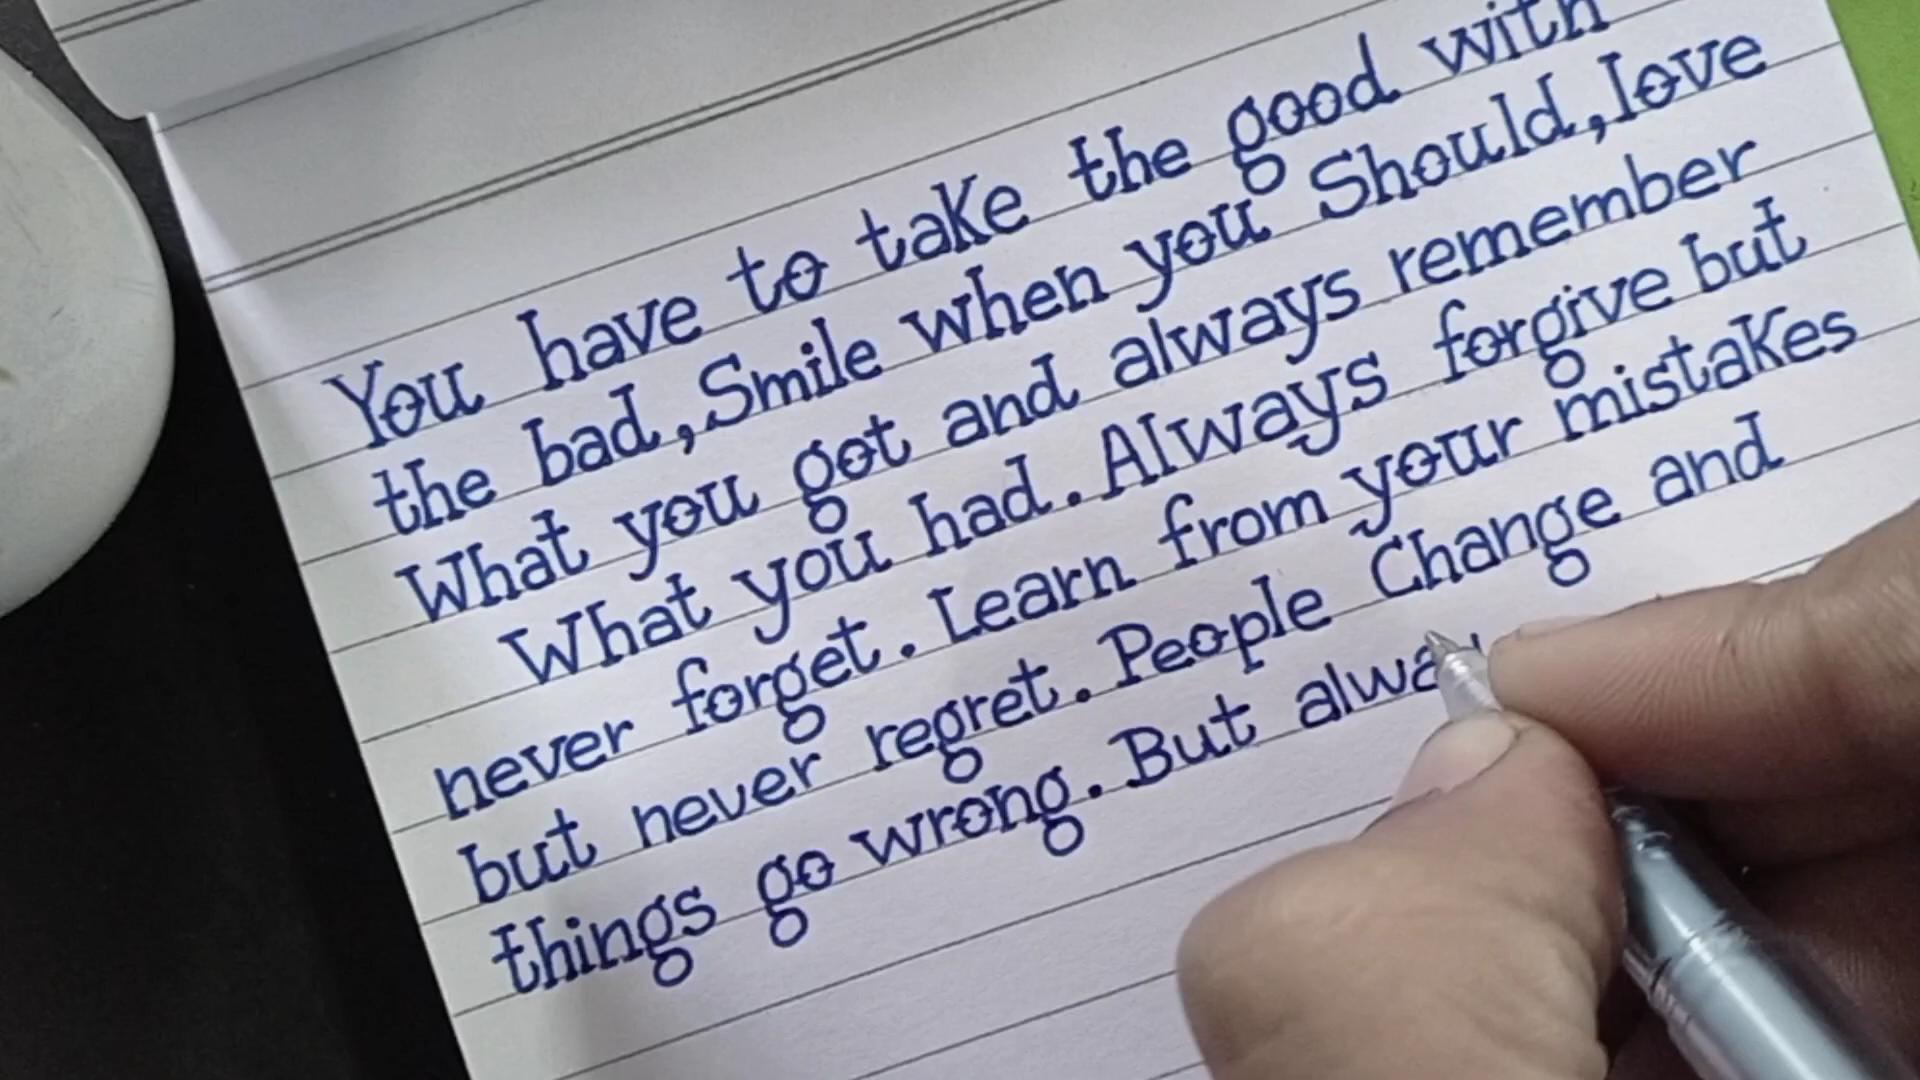 You have to take the good with
the bad, Smile when you Should, love
What you got and always remember
What you had. Always forgive but
never forget. Learn from your mistakes
but never regret. People Change and
things go wrong. But alway